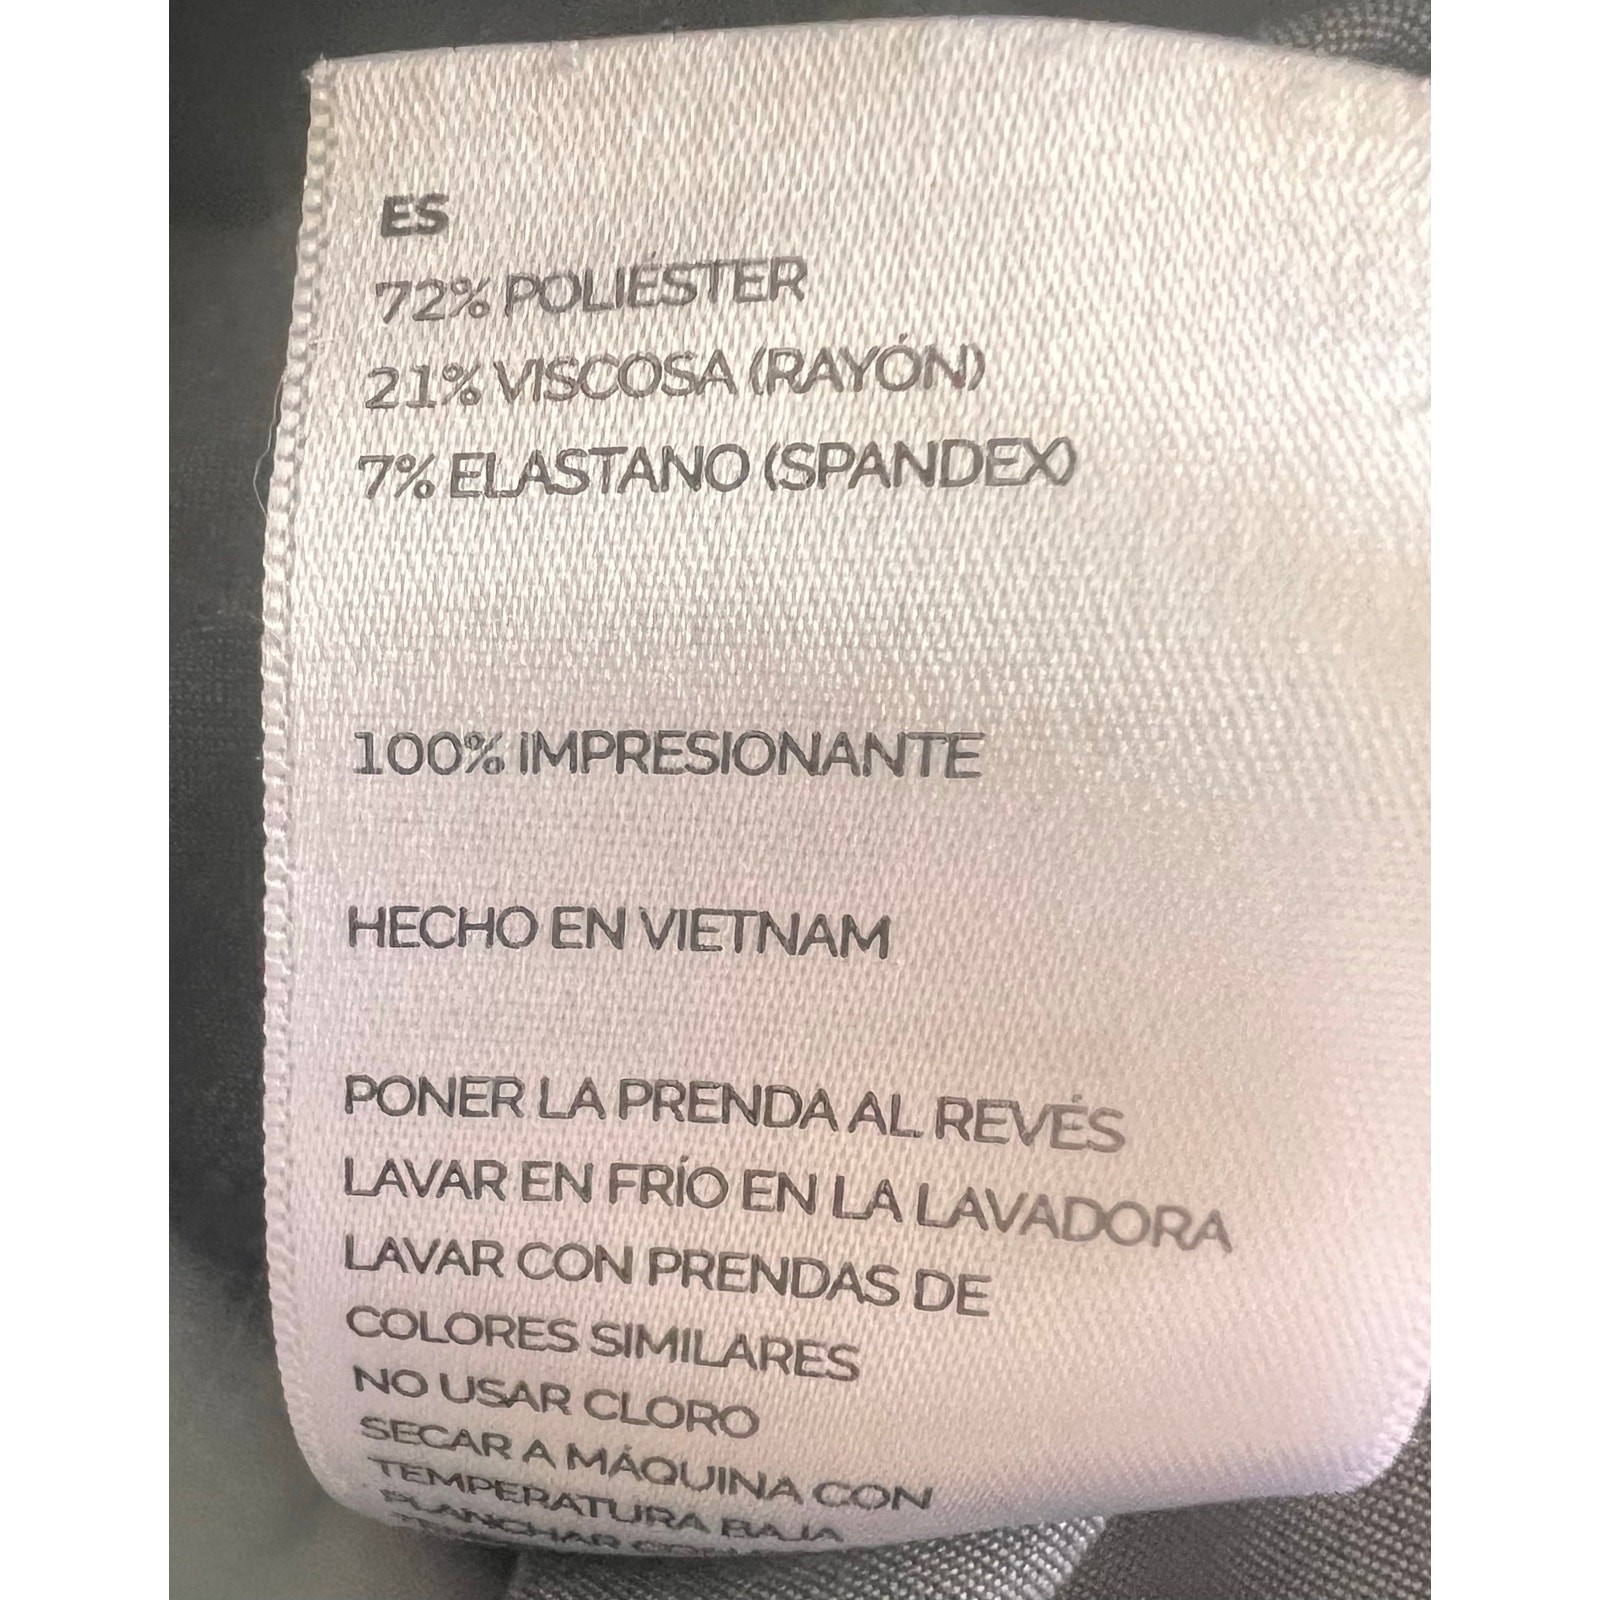 ES
72% POLIÉSTER
21% VISCOSA (RAYÓN)
7% ELASTANO (SPANDEX)
100% IMPRESIONANTE
HECHO EN VIETNAM
PONER LA PRENDA AL REVÉS
LAVAR EN FRÍO EN LA LAVADORA
LAVAR CON PRENDAS DE
COLORES SIMILARES
NO USAR CLORO
SECAR A MÁQUINA CON
TEMPERATURA BAJA
PLANCHAR CON